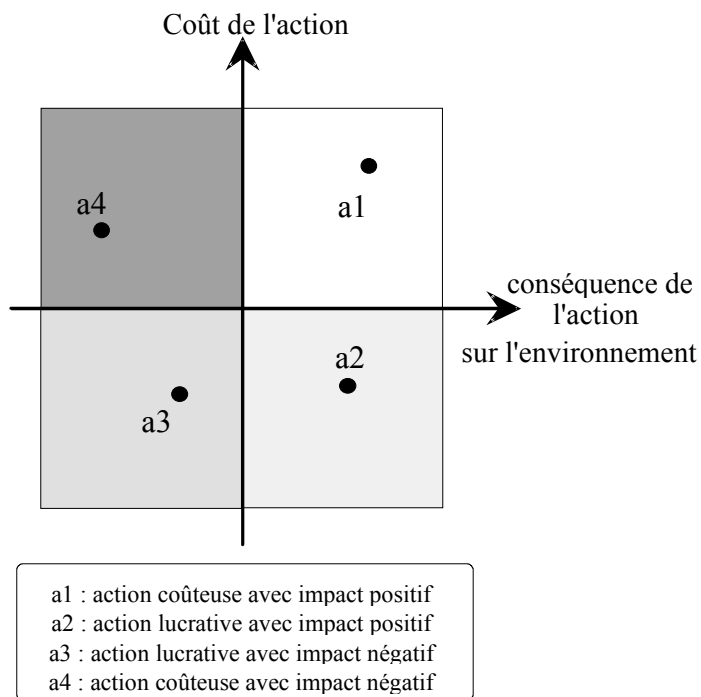 Coût de l'action
a4
a1
conséquence de
l'action
sur l'environnement
a2
a3
a1 : action coûteuse avec impact positif
a2 : action lucrative avec impact positif
a3 : action lucrative avec impact négatif
a4 : action coûteuse avec impact négatif